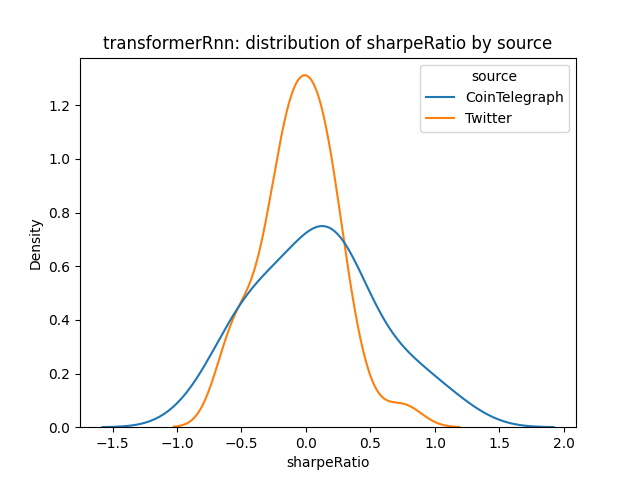 transformerRnn: distribution of sharpeRatio by source
source
CoinTelegraph
Twitter
Density
1.2
1.0
0.8
0.6
0.4
0.2
0.0
−1.5 −1.0 −0.5 0.0 0.5 1.0 1.5 2.0
sharpeRatio